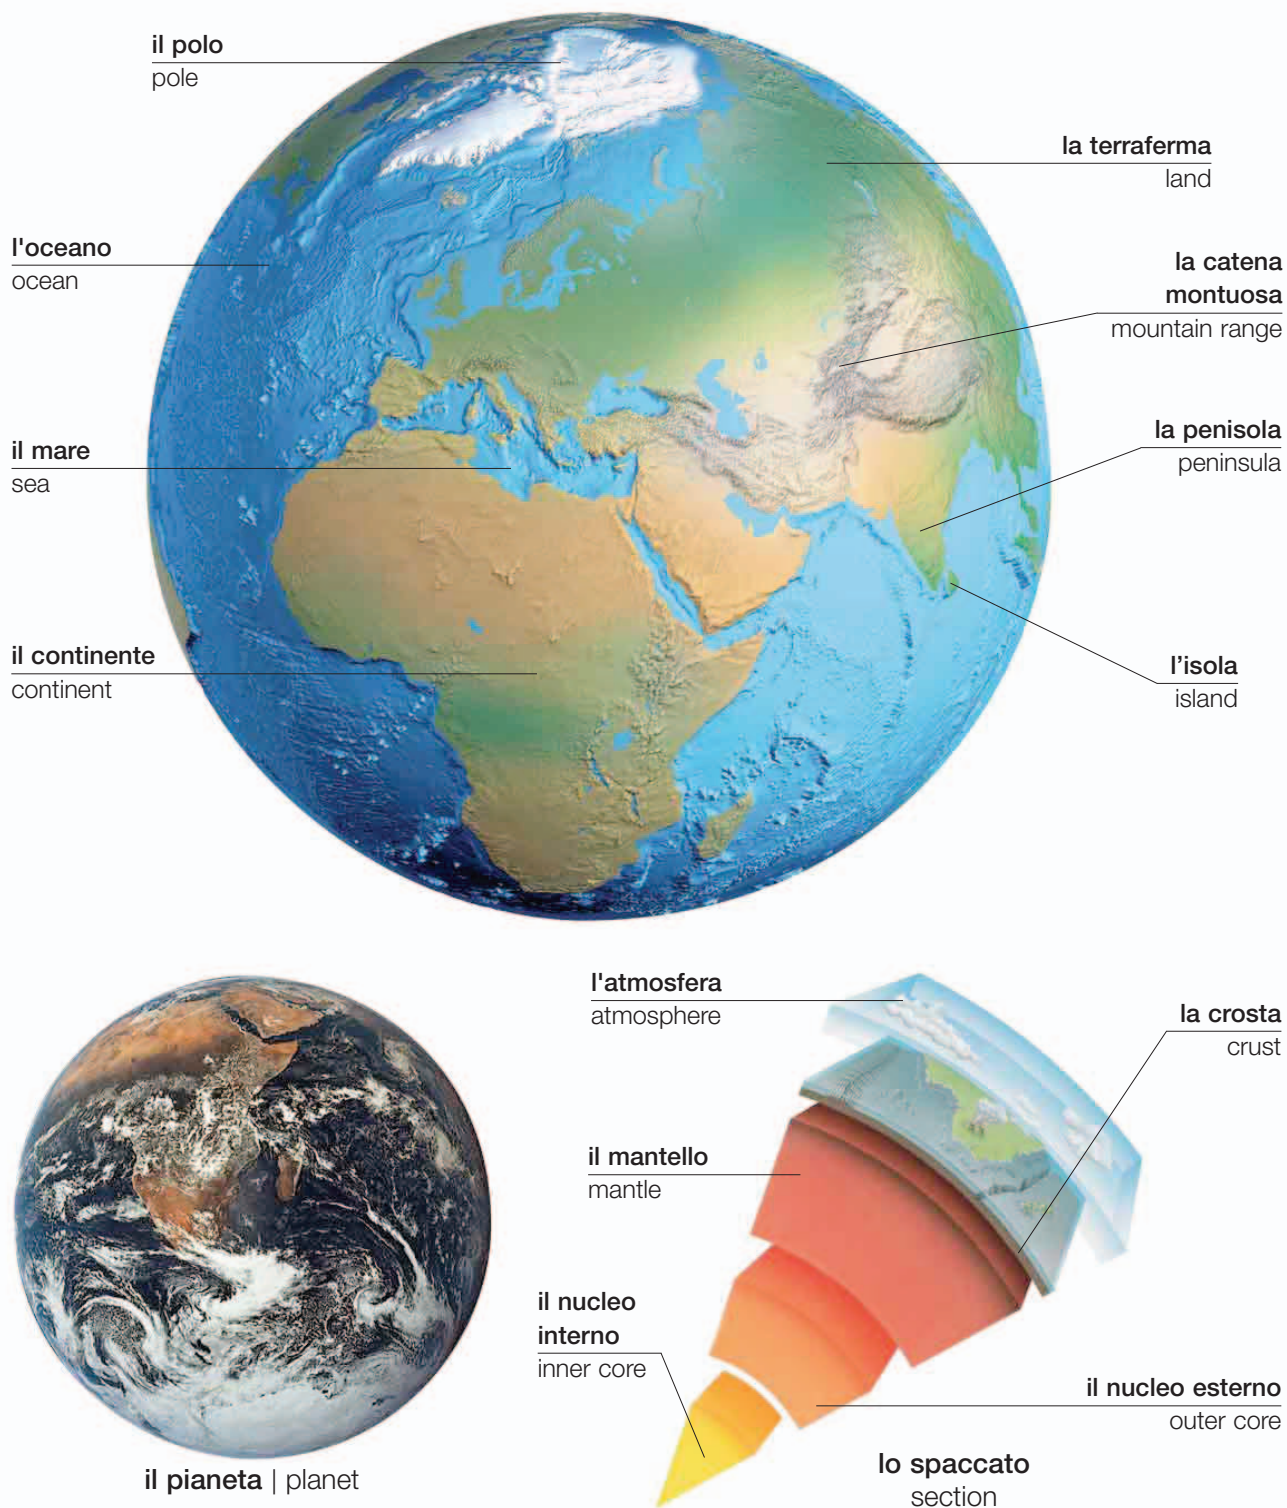 il polo
pole
la terraferma
land
l'oceano
ocean
la catena
montuosa
mountain range
il mare
sea
la penisola
peninsula
il continente
continent
l’isola
island
l'atmosfera
atmosphere
la crosta
crust
il mantello
mantle
il nucleo
interno
inner core
il nucleo esterno
outer core
il pianeta | planet
lo spaccato
section